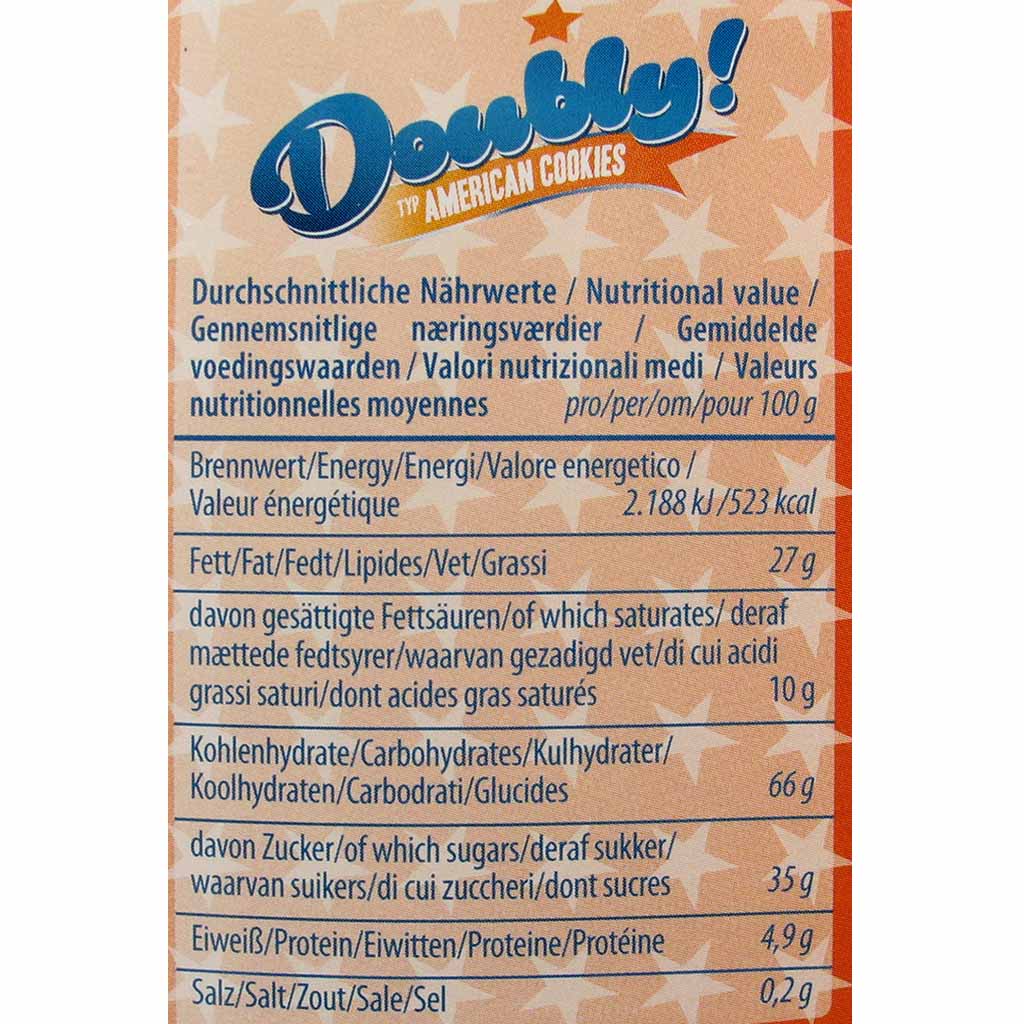 Doubly!
TYP AMERICAN COOKIES
Durchschnittliche Nährwerte / Nutritional value /
Gennemsnitlige næringsværdier / Gemiddelde
voedingswaarden / Valori nutrizionali medi / Valeurs
nutritionnelles moyennes pro/per/om/pour 100 g
Brennwert/Energy/Energi/Valore energetico /
Valeur énergétique 2.188 kJ/523 kcal
Fett/Fat/Fedt/Lipides/Vet/Grassi 27 g
davon gesättigte Fettsäuren/of which saturates/ deraf
mættede fedtsyrer/waarvan gezadigd vet/di cui acidi
grassi saturi/dont acides gras saturés 10 g
Kohlenhydrate/Carbohydrates/Kulhydrater/
Koolhydraten/Carbodrati/Glucides 66 g
davon Zucker/of which sugars/deraf sukker/
waarvan suikers/di cui zuccheri/dont sucres 35 g
Eiweiß/Protein/Eiwitten/Proteine/Protéine 4,9 g
Salz/Salt/Zout/Sale/Sel 0,2 g